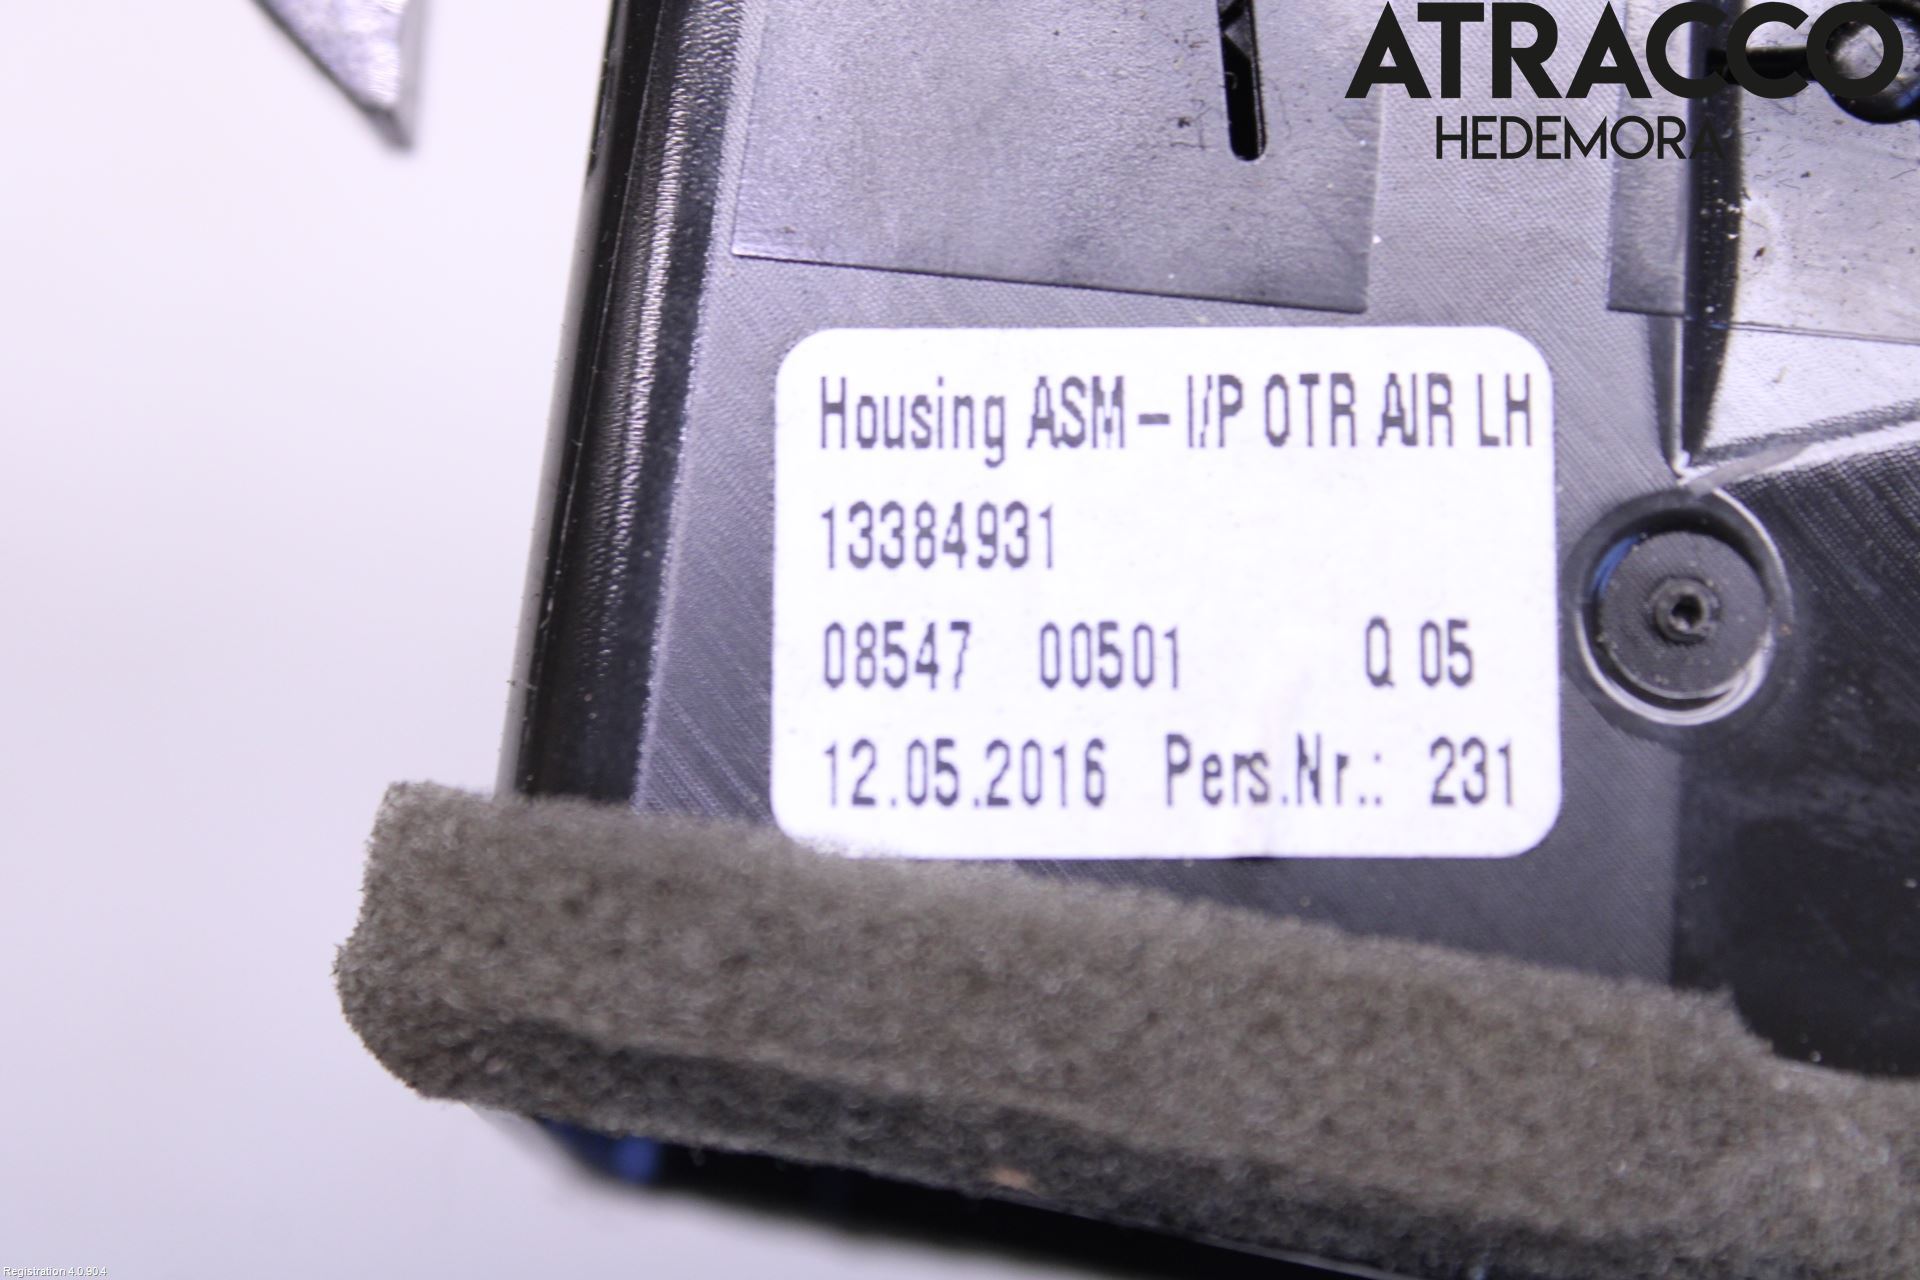 ATRACCO
HEDEMORA
Housing ASM – I/P OTR AIR LH
13384931
08547 00501 Q 05
12.05.2016 Pers.Nr.: 231
Registration 4.0.90.4